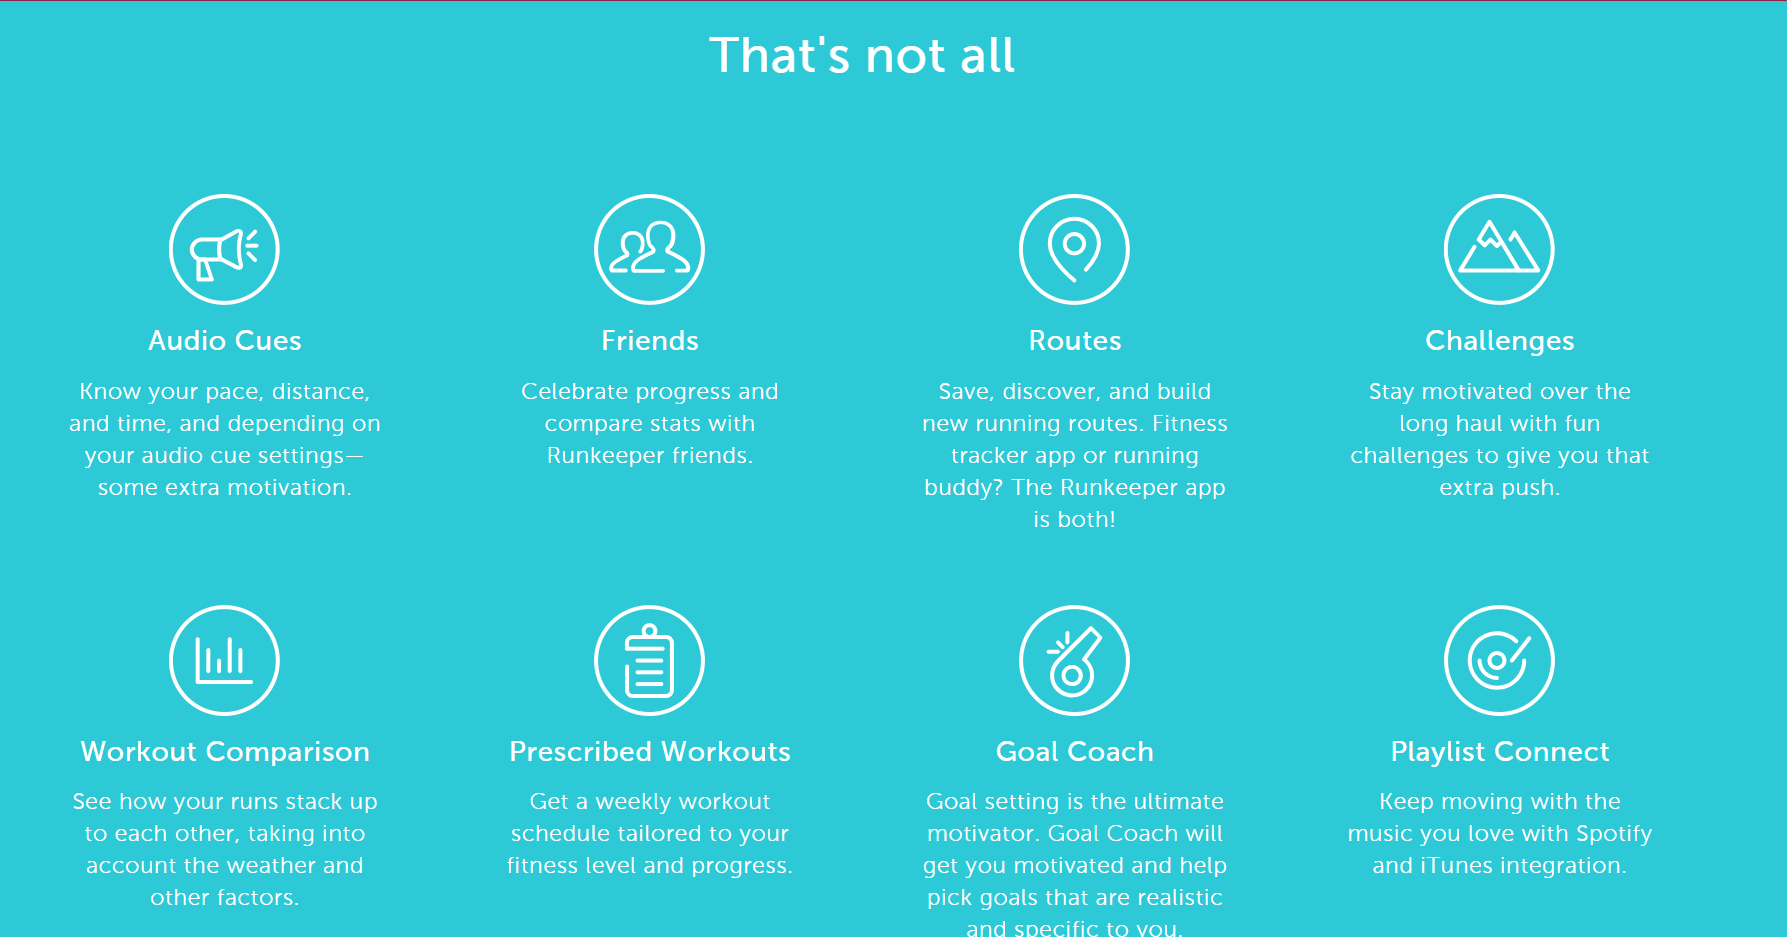 That's not all
Audio Cues
Know your pace, distance,
and time, and depending on
your audio cue settings—
some extra motivation.
Friends
Celebrate progress and
compare stats with
Runkeeper friends.
Routes
Save, discover, and build
new running routes. Fitness
tracker app or running
buddy? The Runkeeper app
is both!
Challenges
Stay motivated over the
long haul with fun
challenges to give you that
extra push.
Workout Comparison
See how your runs stack up
to each other, taking into
account the weather and
other factors.
Prescribed Workouts
Get a weekly workout
schedule tailored to your
fitness level and progress.
Goal Coach
Goal setting is the ultimate
motivator. Goal Coach will
get you motivated and help
pick goals that are realistic
and specific to you.
Playlist Connect
Keep moving with the
music you love with Spotify
and iTunes integration.